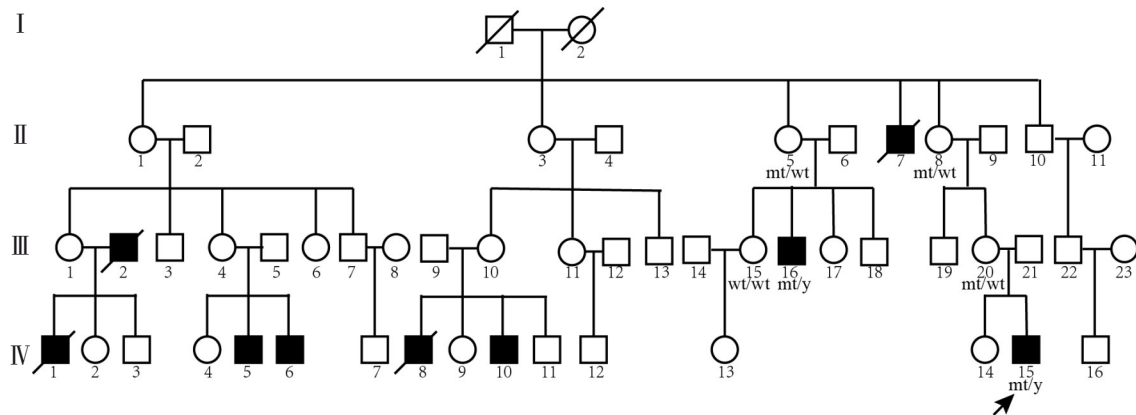 I
1 2
II
1 2 3 4 5 6 7 8 9 10 11
mt/wt mt/wt
III
1 2 3 4 5 6 7 8 9 10 11 12 13 14 15 16 17 18 19 20 21 22 23
wt/wt mt/y mt/wt
IV
1 2 3 4 5 6 7 8 9 10 11 12 13 14 15 16
mt/y